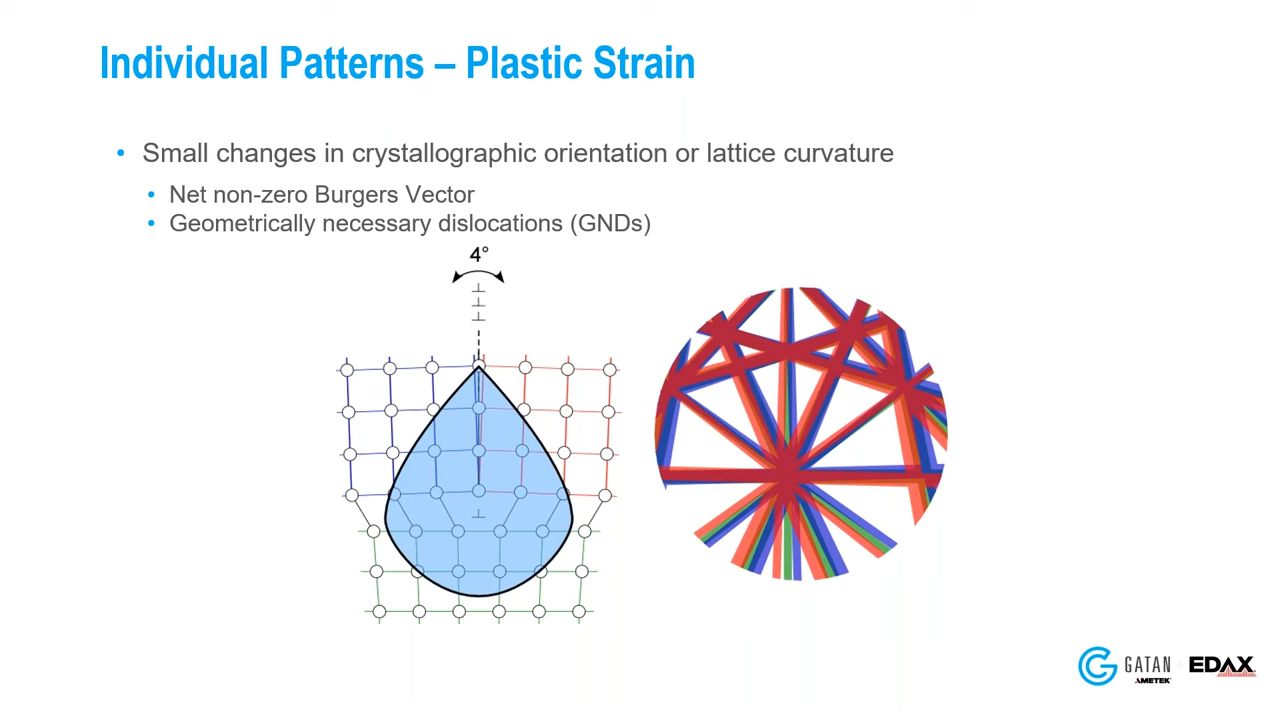 Individual Patterns – Plastic Strain
• Small changes in crystallographic orientation or lattice curvature
• Net non-zero Burgers Vector
• Geometrically necessary dislocations (GNDs)
4°
GATAN EDAX
AMETEK